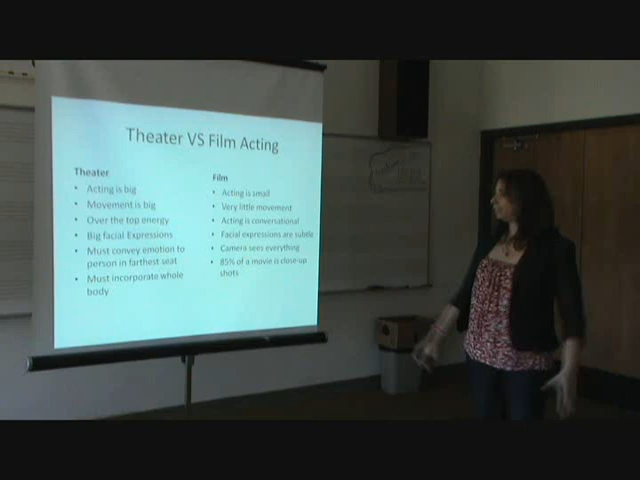 Theater VS Film Acting
Theater
• Acting is big
• Movement is big
• Over the top energy
• Big facial Expressions
• Must convey emotion to
person in farthest seat
• Must incorporate whole
body
Film
• Acting is small
• Very little movement
• Acting is conversational
• Facial expressions are subtle
• Camera sees everything
• 85% of a movie is close-up
shots